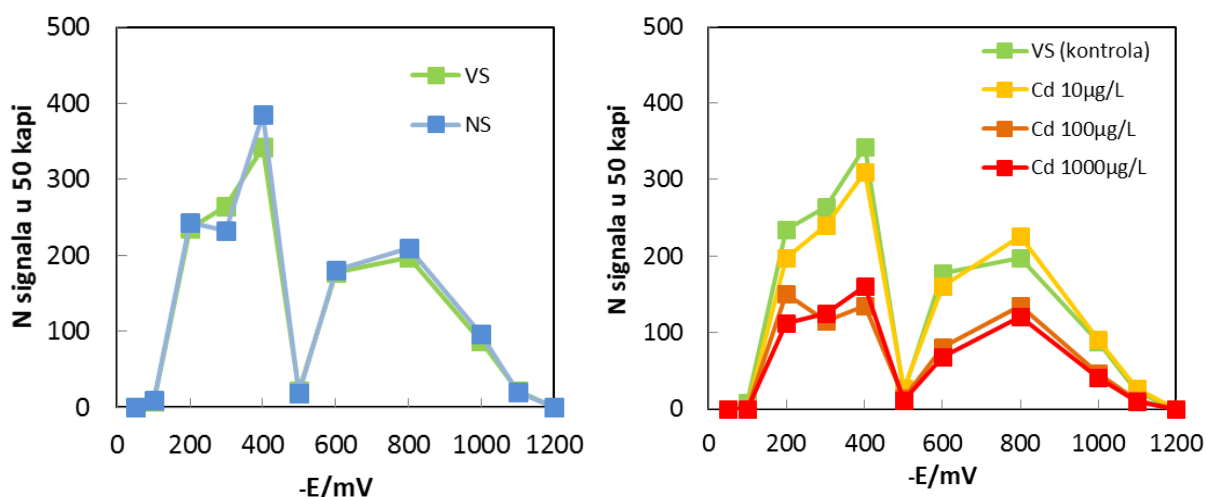 500
400
300
200
100
0
N signala u 50 kapi
VS
NS
0 200 400 600 800 1000 1200
-E/mV
500
400
300
200
100
0
N signala u 50 kapi
VS (kontrola)
Cd 10µg/L
Cd 100µg/L
Cd 1000µg/L
0 200 400 600 800 1000 1200
-E/mV